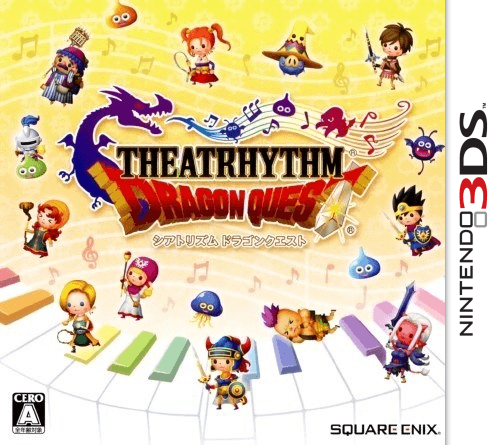 THEATRHYTHM
DRAGON QUEST
シアトリズム ドラゴンクエスト
NINTENDO 3DS
CERO
A
全年齢対象
SQUARE ENIX